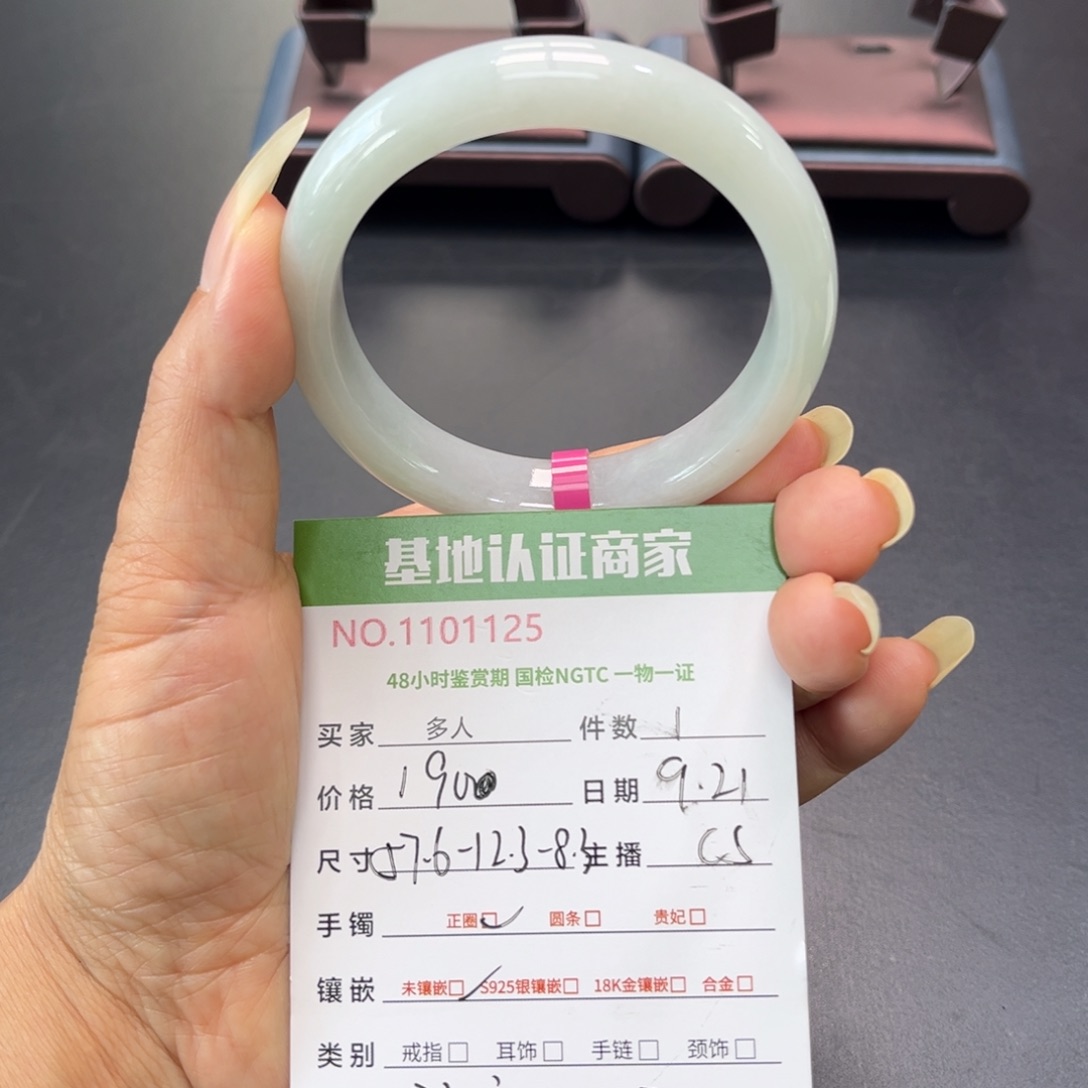 基地认证商家
NO.1101125
48小时鉴赏期 国检NGTC 一物一证
买家 多人 件数 1
价格 1900 日期 9.21
尺寸 57.6-12.3-8.3 主播 CS
手镯 正圈 圆条 贵妃
镶嵌 未镶嵌 S925银镶嵌 18K金镶嵌 合金
类别 戒指 耳饰 手链 颈饰